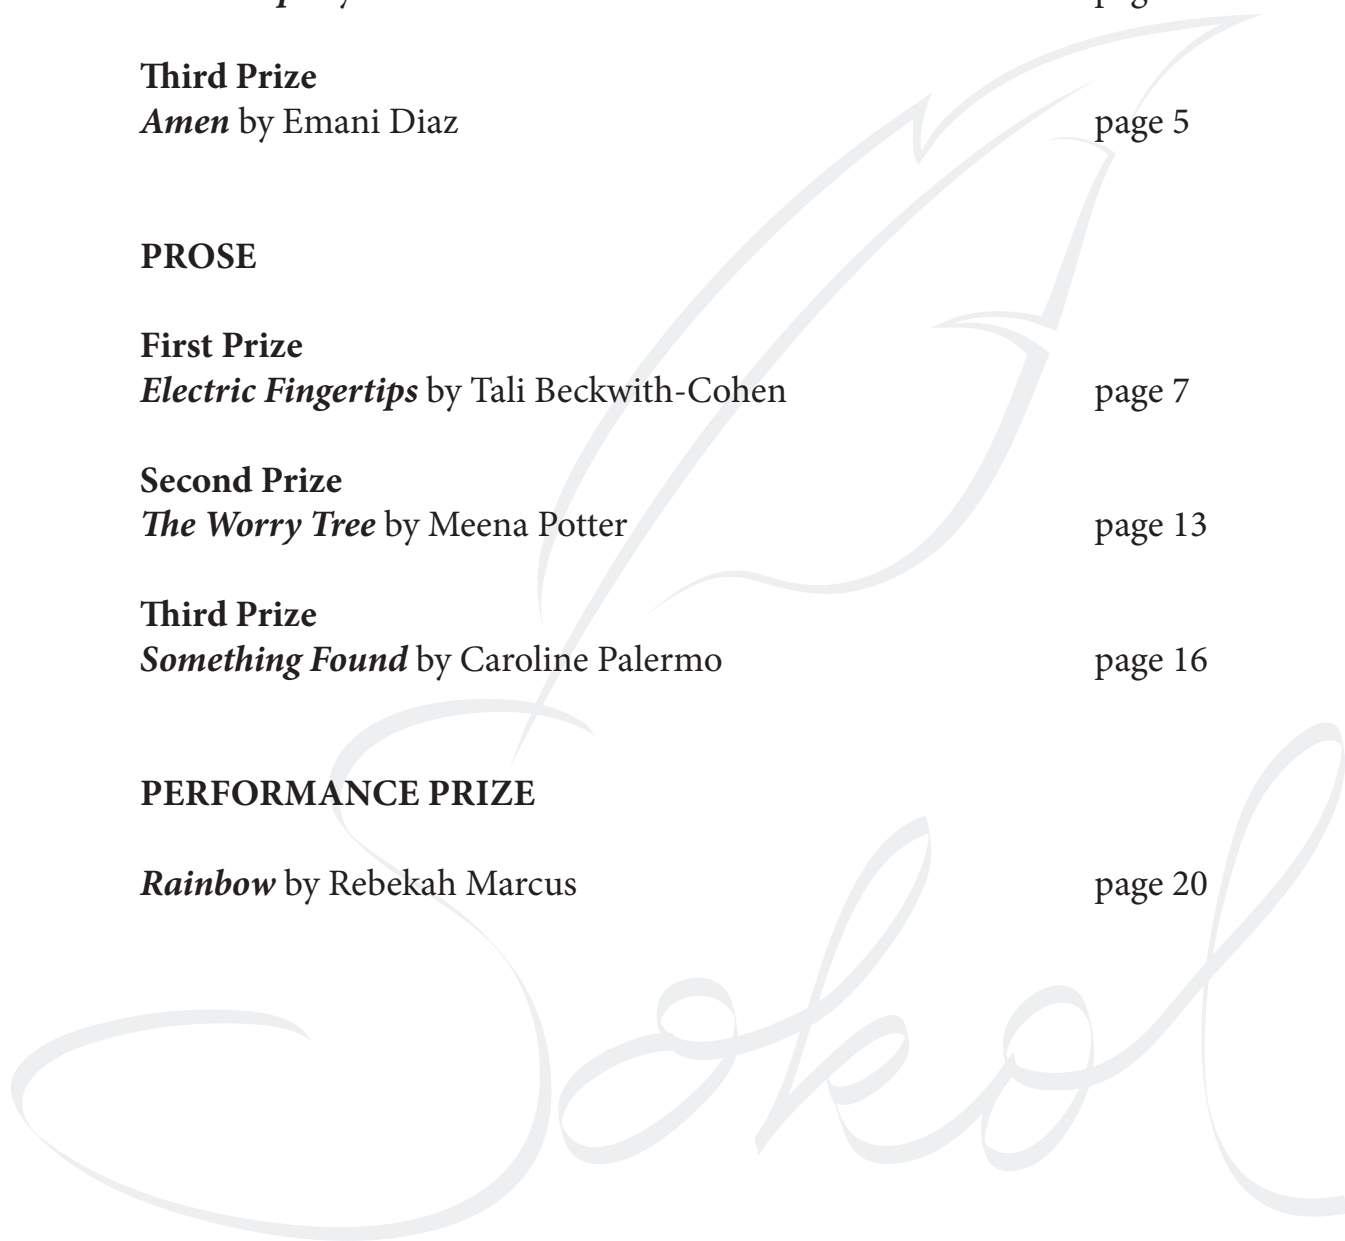 Third Prize
Amen by Emani Diaz page 5
PROSE
First Prize
Electric Fingertips by Tali Beckwith-Cohen page 7
Second Prize
The Worry Tree by Meena Potter page 13
Third Prize
Something Found by Caroline Palermo page 16
PERFORMANCE PRIZE
Rainbow by Rebekah Marcus page 20
Sokol